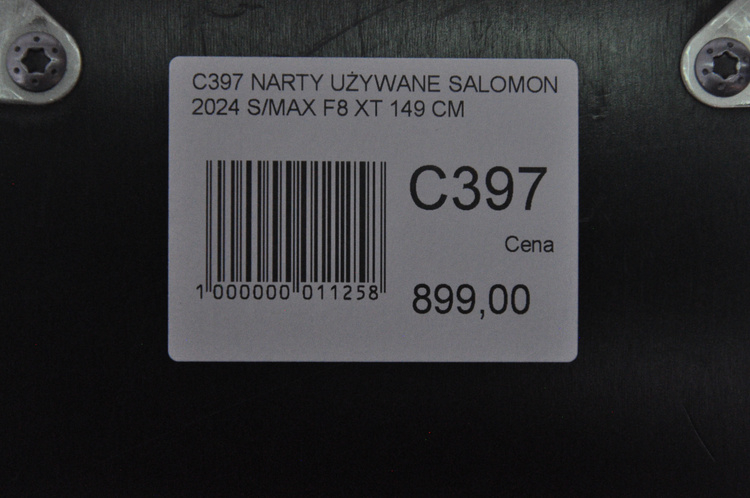 C397 NARTY UŻYWANE SALOMON
2024 S/MAX F8 XT 149 CM
C397
Cena
1 000000 011258
899,00